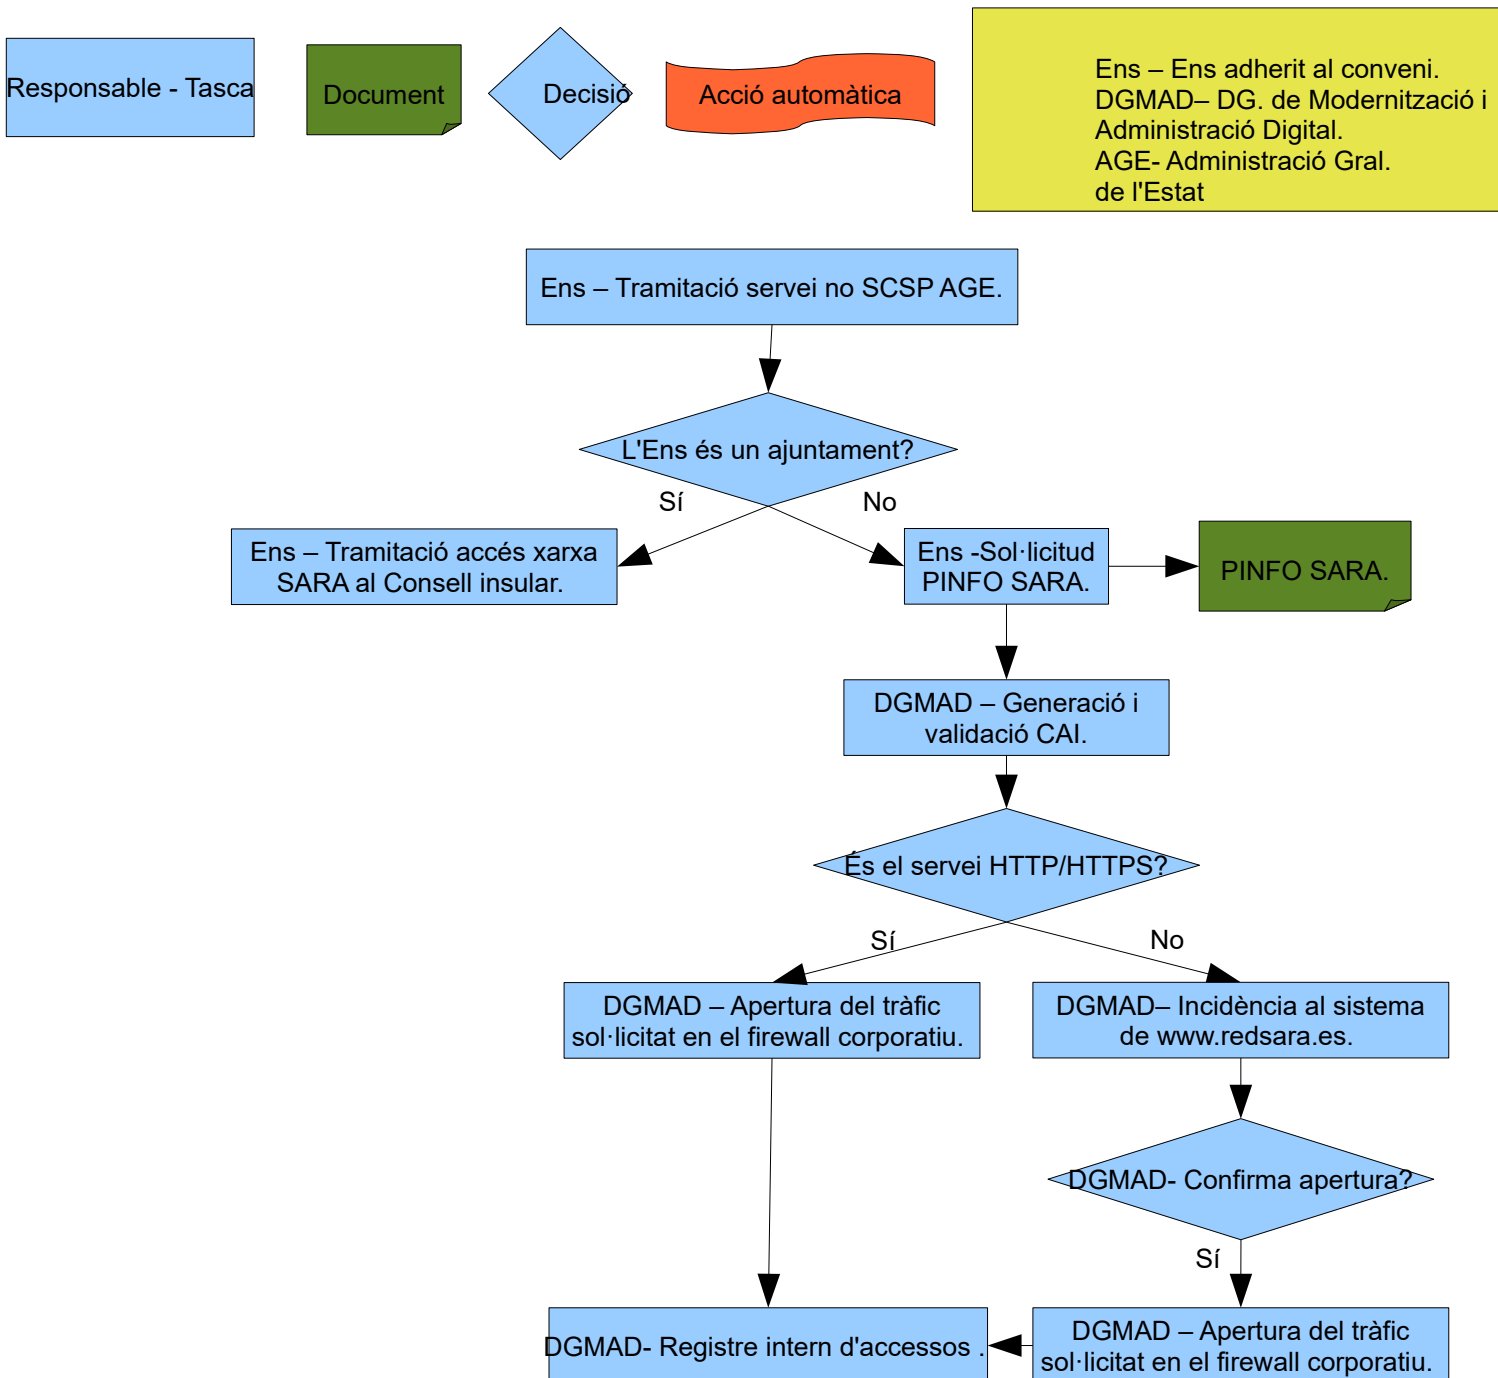 Responsable - Tasca
Document
Decisió
Acció automàtica
Ens – Ens adherit al conveni.
DGMAD– DG. de Modernització i
Administració Digital.
AGE- Administració Gral.
de l'Estat
Ens – Tramitació servei no SCSP AGE.
L'Ens és un ajuntament?
Sí
No
Ens – Tramitació accés xarxa
SARA al Consell insular.
Ens -Sol·licitud
PINFO SARA.
PINFO SARA.
DGMAD – Generació i
validació CAI.
És el servei HTTP/HTTPS?
Sí
No
DGMAD – Apertura del tràfic
sol·licitat en el firewall corporatiu.
DGMAD– Incidència al sistema
de www.redsara.es.
DGMAD- Confirma apertura?
Sí
DGMAD- Registre intern d'accessos .
DGMAD – Apertura del tràfic
sol·licitat en el firewall corporatiu.